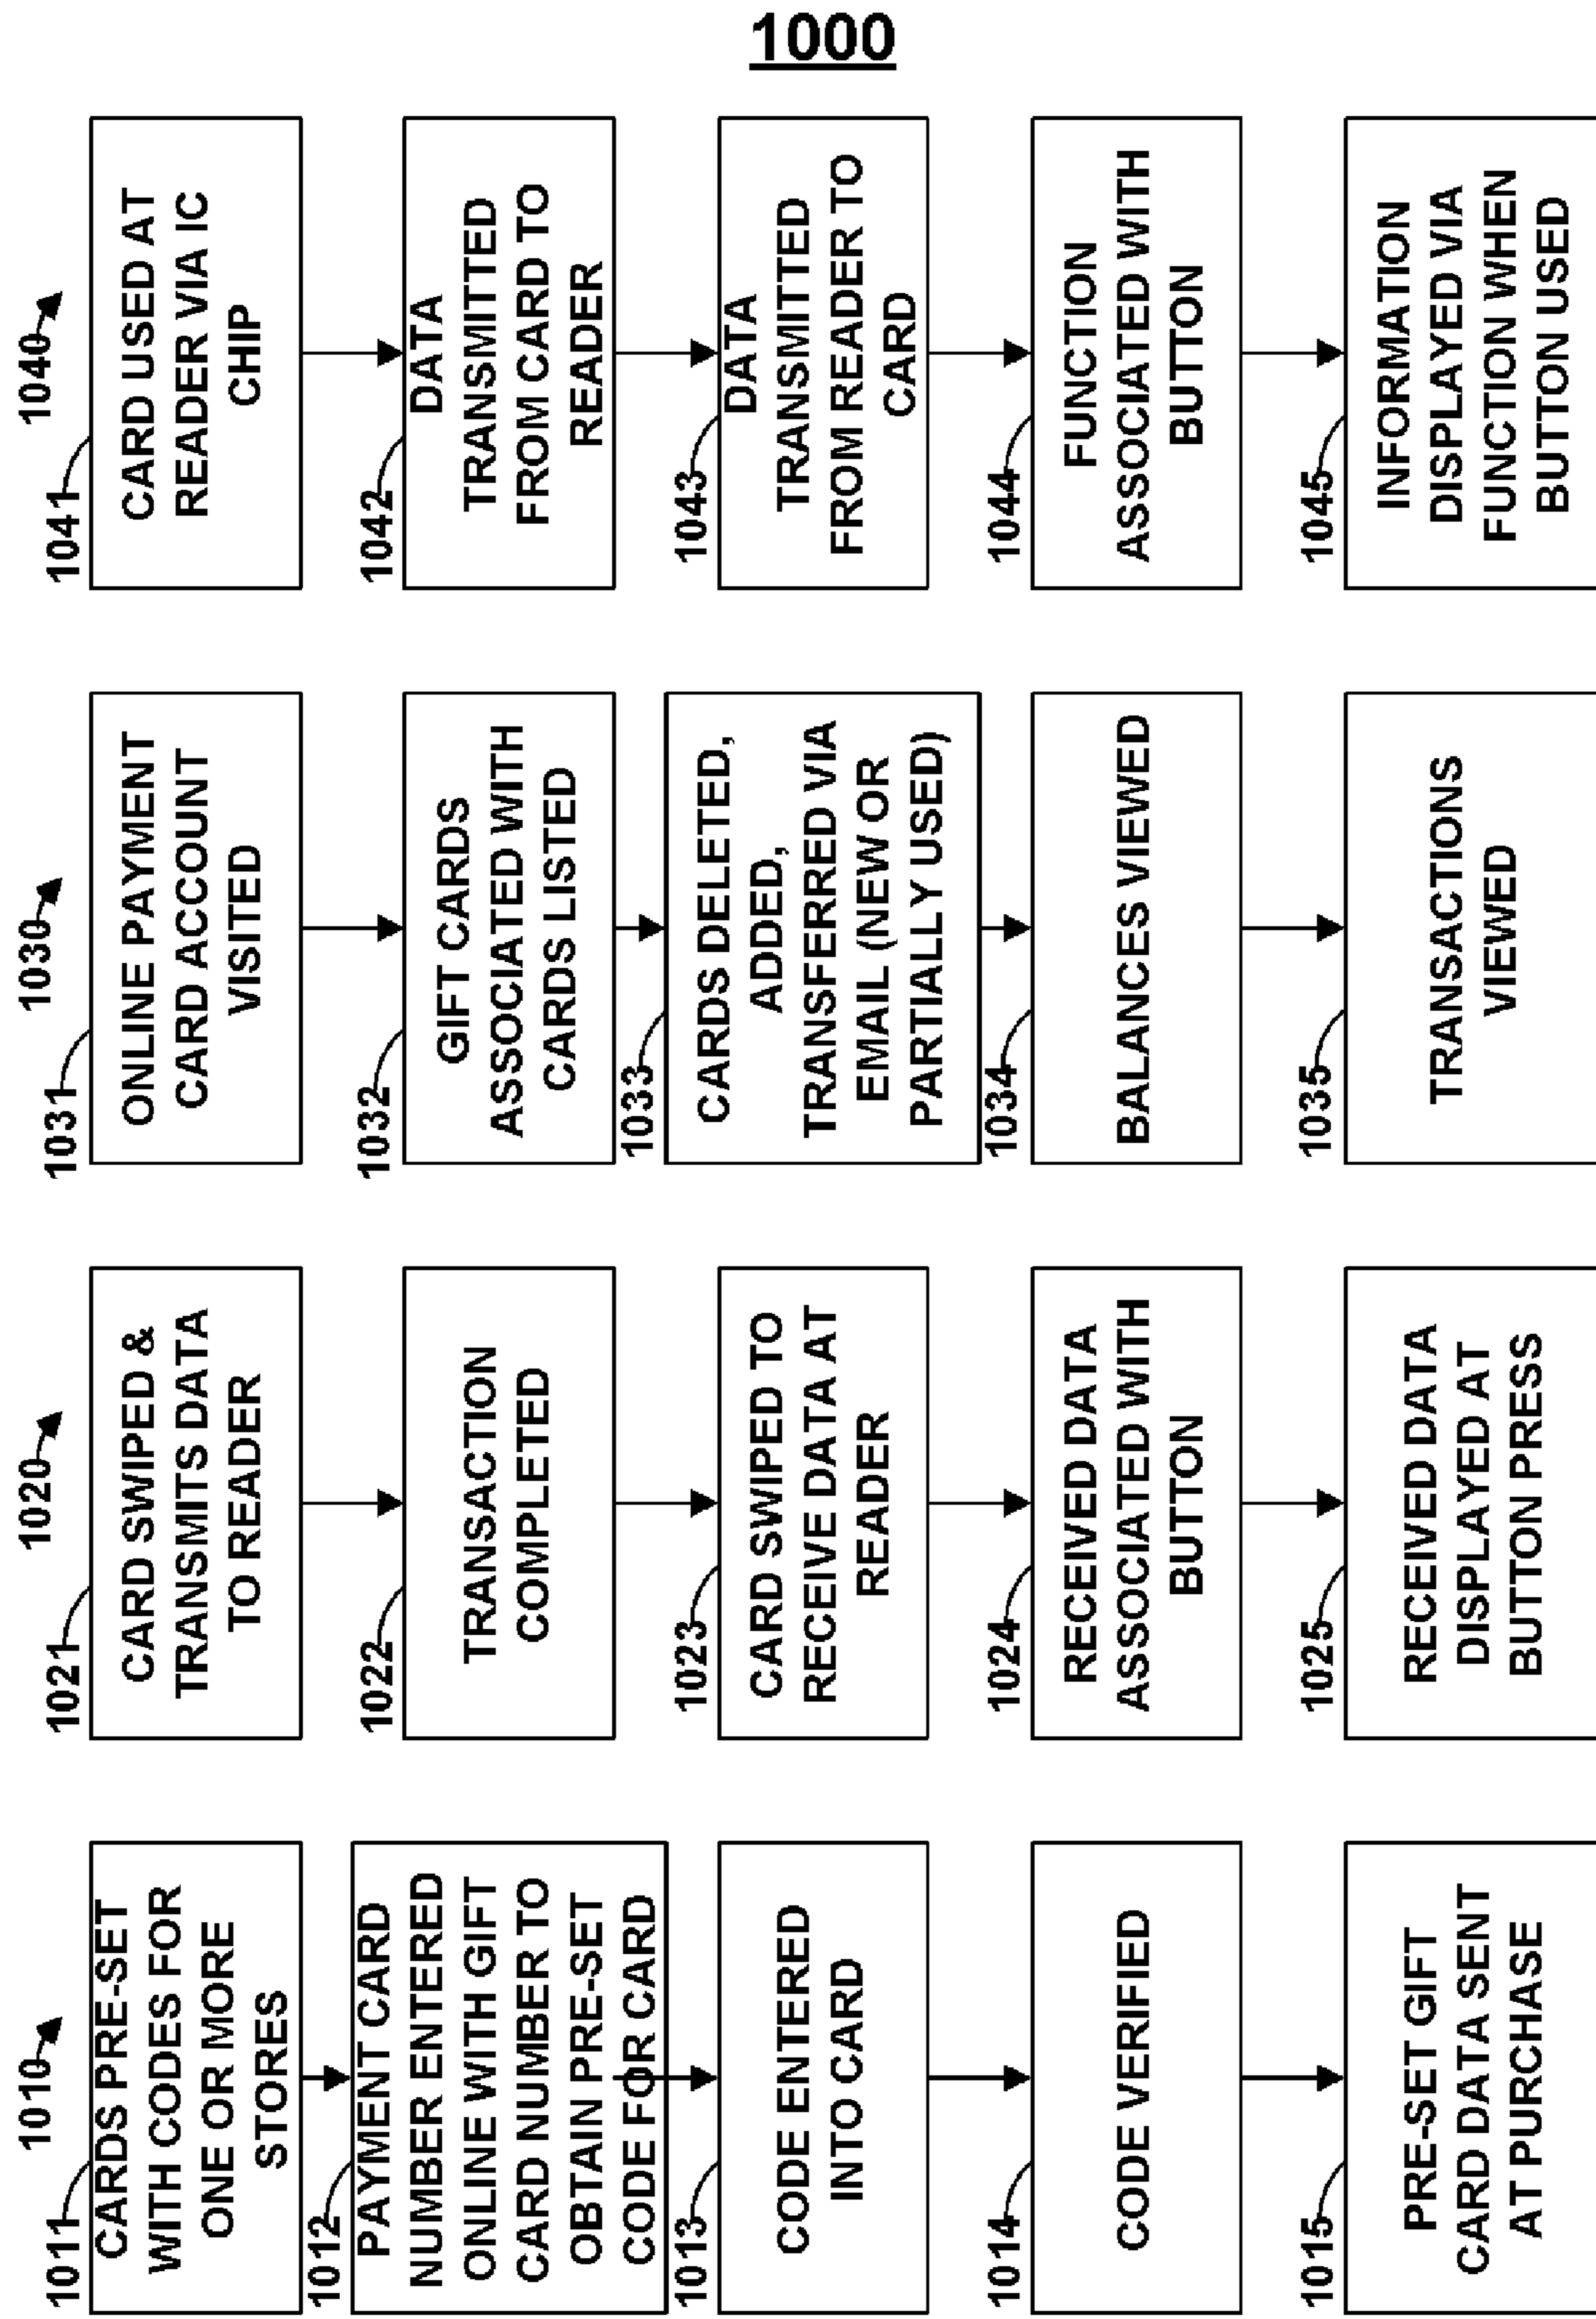 1000
1010
1011
CARDS PRE-SET
WITH CODES FOR
ONE OR MORE
STORES
1012
PAYMENT CARD
NUMBER ENTERED
ONLINE WITH GIFT
CARD NUMBER TO
OBTAIN PRE-SET
CODE FOR CARD
1013
CODE ENTERED
INTO CARD
1014
CODE VERIFIED
1015
PRE-SET GIFT
CARD DATA SENT
AT PURCHASE
1020
1021
CARD SWIPED &
TRANSMITS DATA
TO READER
1022
TRANSACTION
COMPLETED
1023
CARD SWIPED TO
RECEIVE DATA AT
READER
1024
RECEIVED DATA
ASSOCIATED WITH
BUTTON
1025
RECEIVED DATA
DISPLAYED AT
BUTTON PRESS
1030
1031
ONLINE PAYMENT
CARD ACCOUNT
VISITED
1032
GIFT CARDS
ASSOCIATED WITH
CARDS LISTED
1033
CARDS DELETED,
ADDED,
TRANSFERRED VIA
EMAIL (NEW OR
PARTIALLY USED)
1034
BALANCES VIEWED
1035
TRANSACTIONS
VIEWED
1040
1041
CARD USED AT
READER VIA IC
CHIP
1042
DATA
TRANSMITTED
FROM CARD TO
READER
1043
DATA
TRANSMITTED
FROM READER TO
CARD
1044
FUNCTION
ASSOCIATED WITH
BUTTON
1045
INFORMATION
DISPLAYED VIA
FUNCTION WHEN
BUTTON USED